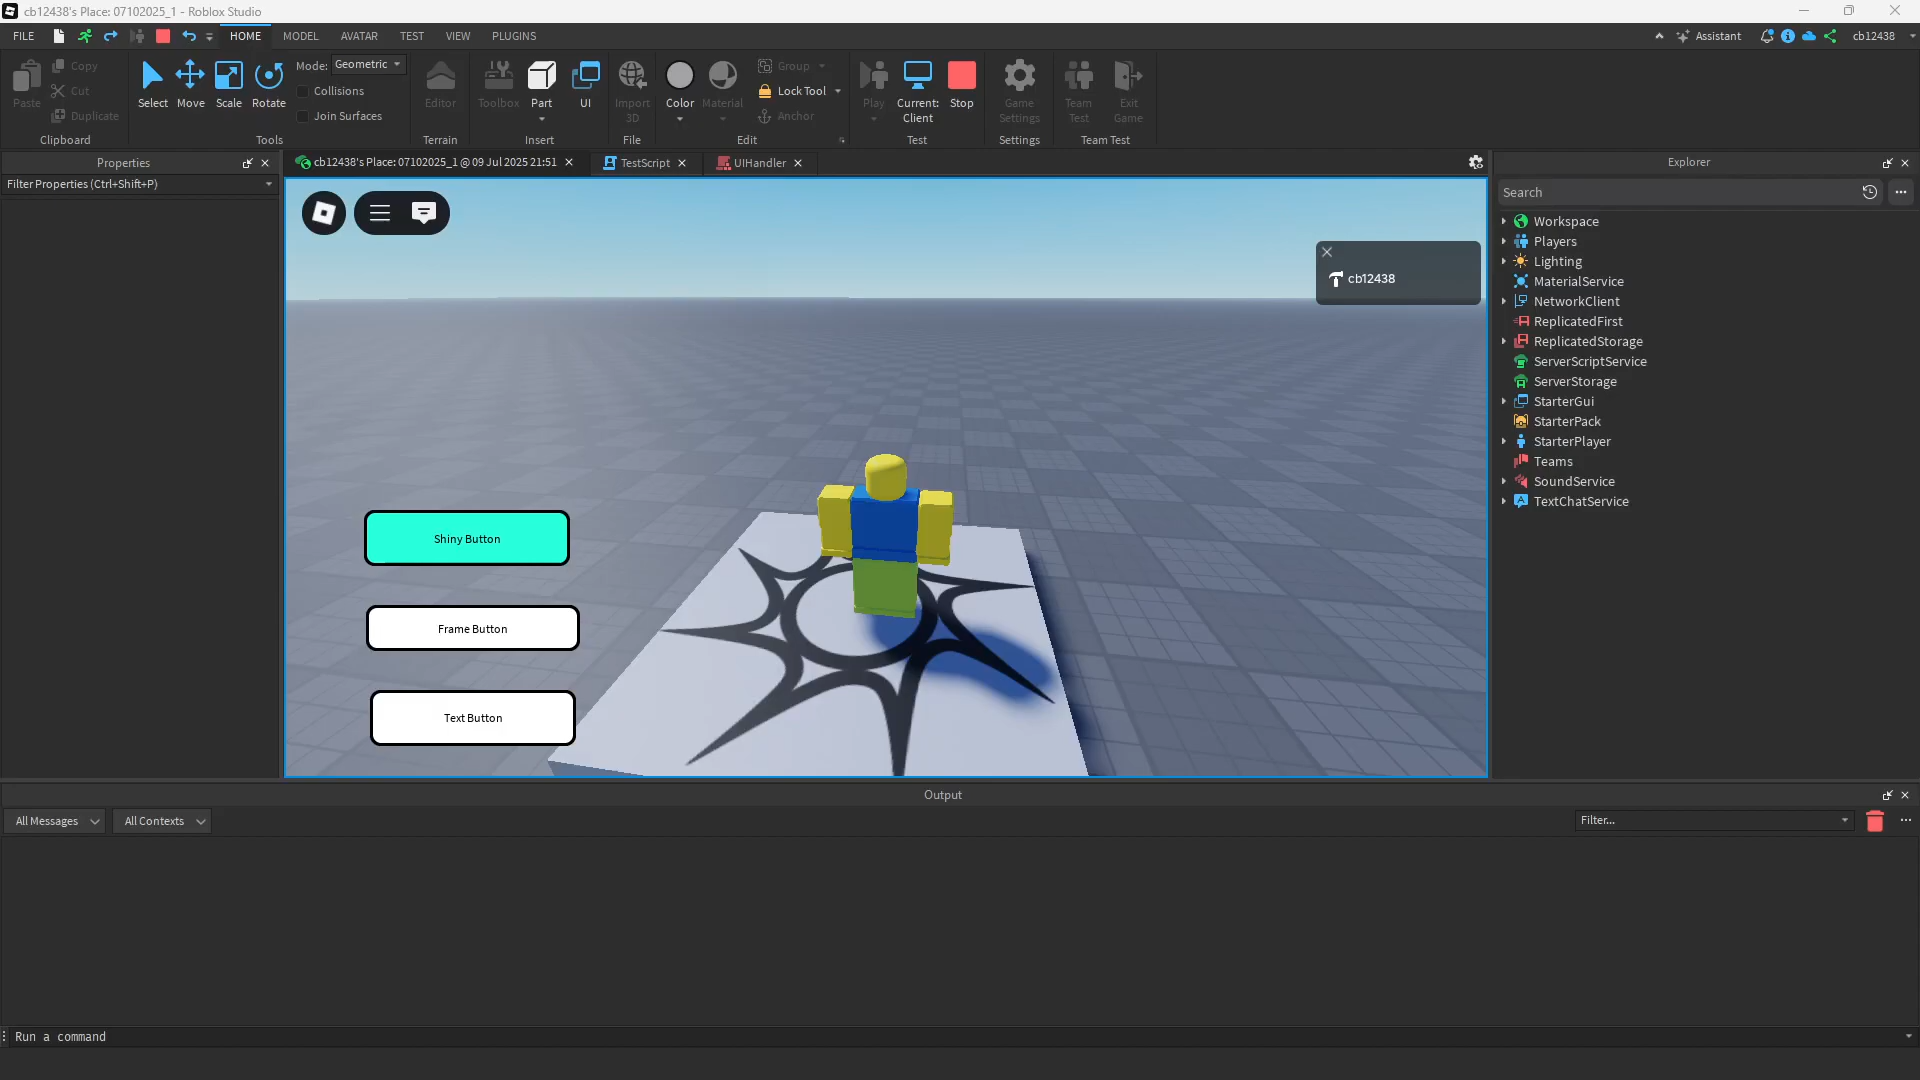 cb12438's Place: 07102025_1 - Roblox Studio
FILE HOME MODEL AVATAR TEST VIEW PLUGINS Assistant cb12438
Paste Copy Cut Duplicate
Clipboard
Select Move Scale Rotate
Mode: Geometric
Collisions
Join Surfaces
Tools
Editor
Terrain
Toolbox Part UI
Insert
Import 3D
File
Color Material
Group
Lock Tool
Anchor
Edit
Play Current: Client Stop
Test
Game Settings
Settings
Team Test Exit Game
Team Test
Properties
Filter Properties (Ctrl+Shift+P)
cb12438's Place: 07102025_1 @ 09 Jul 2025 21:51
TestScript
UIHandler
cb12438
Shiny Button
Frame Button
Text Button
Explorer
Search
Workspace
Players
Lighting
MaterialService
NetworkClient
ReplicatedFirst
ReplicatedStorage
ServerScriptService
ServerStorage
StarterGui
StarterPack
StarterPlayer
Teams
SoundService
TextChatService
Output
All Messages All Contexts Filter...
Run a command